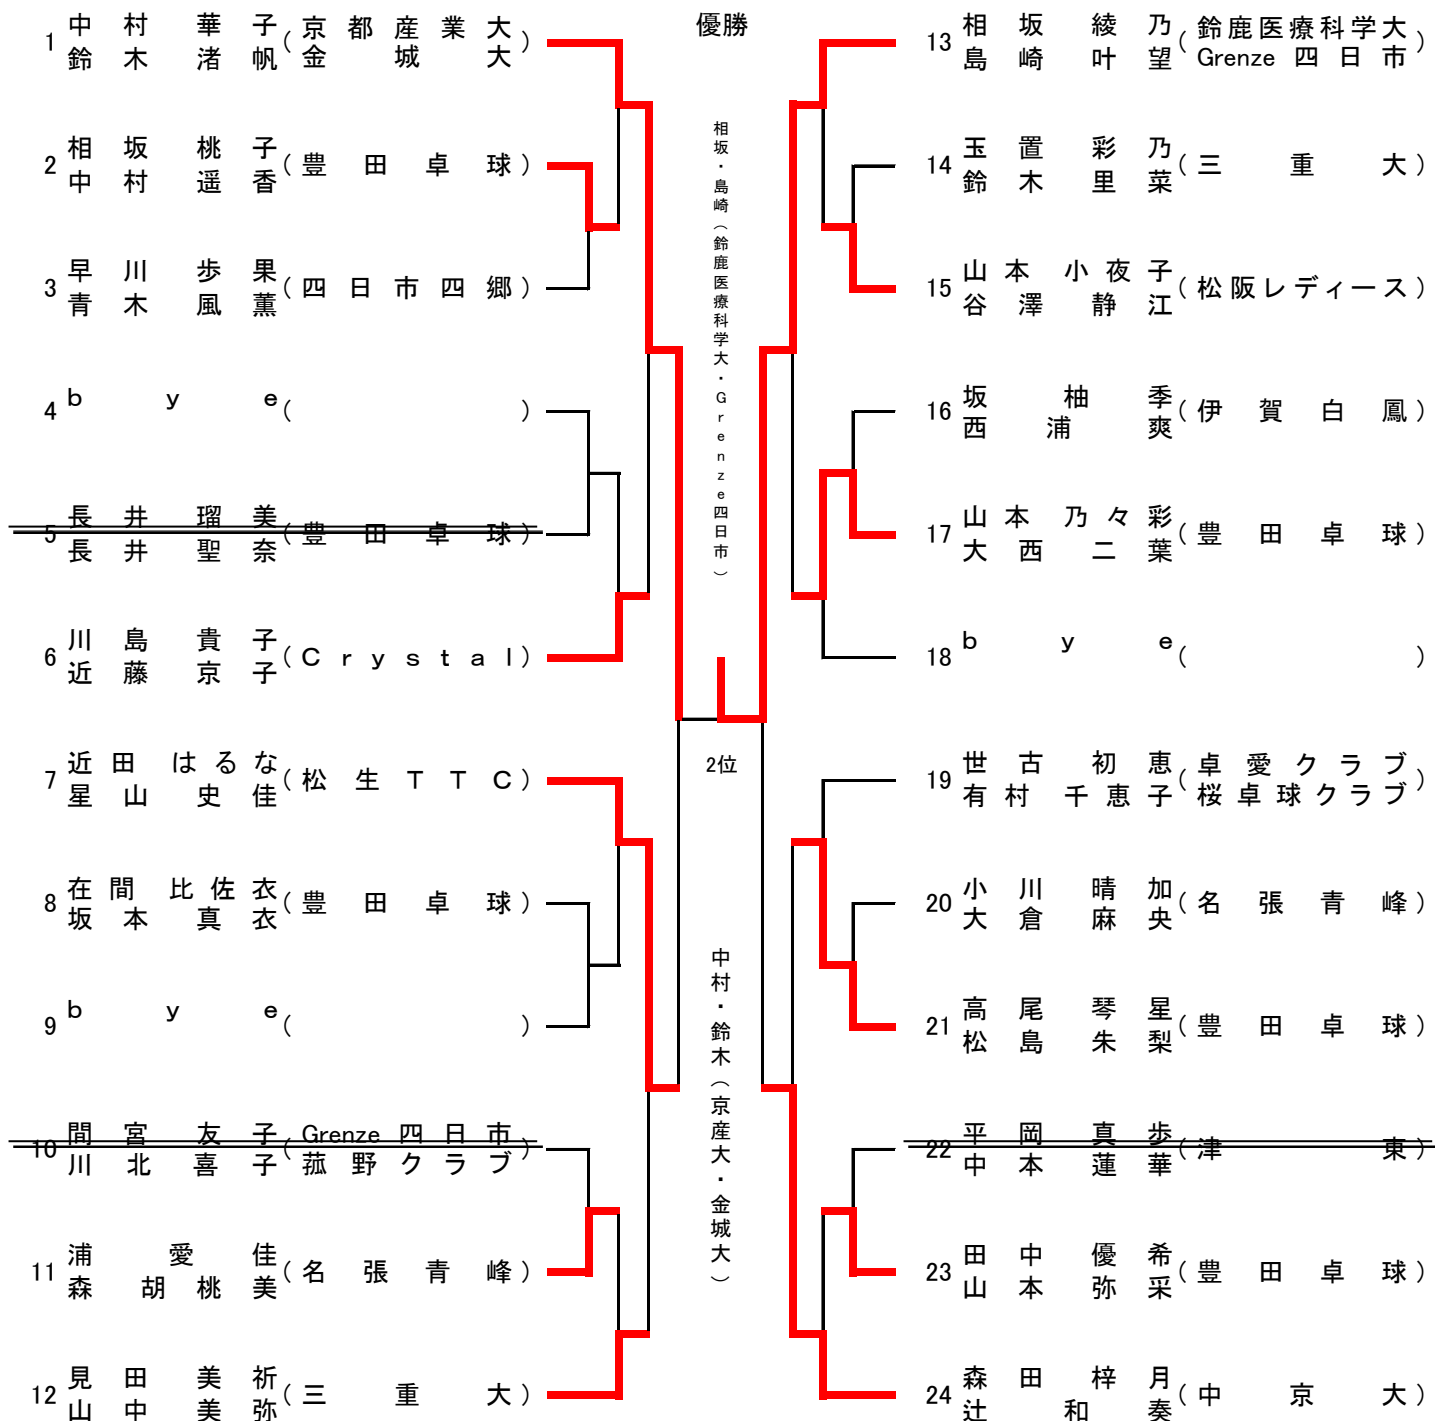 優勝
相坂・島崎（鈴鹿医療科学大・Grenze四日市）
2位
中村・鈴木（京産大・金城大）
1 中村華子 鈴木渚帆 (京都産業大 金城大)
2 相坂桃子 中村遥香 (豊田卓球)
3 早川歩果 青木風薫 (四日市四郷)
4 bye ( )
5 長井瑠美 長井聖奈 (豊田卓球)
6 川島貴子 近藤京子 (Crystal)
7 近田はるな 星山史佳 (松生TTC)
8 在間比佐衣 坂本真衣 (豊田卓球)
9 bye ( )
10 間宮友子 川北喜子 (Grenze四日市 菰野クラブ)
11 浦愛佳 森胡桃美 (名張青峰)
12 見田美祈 山中美弥 (三重大)
13 相坂綾乃 島崎叶望 (鈴鹿医療科学大 Grenze四日市)
14 玉置彩乃 鈴木里菜 (三重大)
15 山本小夜子 谷澤静江 (松阪レディース)
16 坂柚季 西浦爽 (伊賀白鳳)
17 山本乃々彩 大西二葉 (豊田卓球)
18 bye ( )
19 世古初恵 有村千恵子 (卓愛クラブ 桜卓球クラブ)
20 小川晴加 大倉麻央 (名張青峰)
21 高尾琴星 松島朱梨 (豊田卓球)
22 平岡真歩 中本蓮華 (津東)
23 田中優希 山本弥采 (豊田卓球)
24 森田梓月 辻和奏 (中京大)